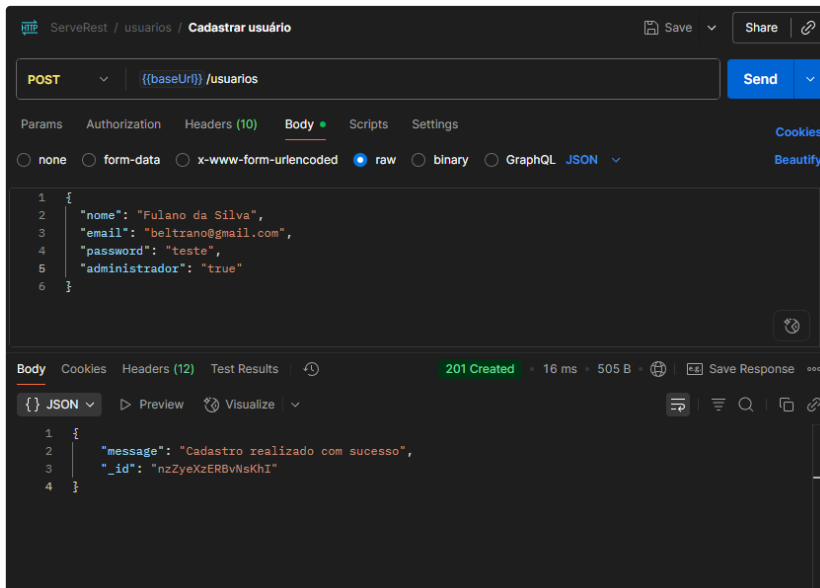 HTTP ServeRest / usuarios / Cadastrar usuário Save Share
POST {{baseUrl}} /usuarios Send
Params Authorization Headers (10) Body Scripts Settings Cookies
none form-data x-www-form-urlencoded raw binary GraphQL JSON Beautify
1 {
2 "nome": "Fulano da Silva",
3 "email": "beltrano@gmail.com",
4 "password": "teste",
5 "administrador": "true"
6 }
Body Cookies Headers (12) Test Results 201 Created • 16 ms • 505 B e.g. Save Response
{} JSON Preview Visualize
1 {
2 "message": "Cadastro realizado com sucesso",
3 "_id": "nzZyeXzERBvNsKhI"
4 }